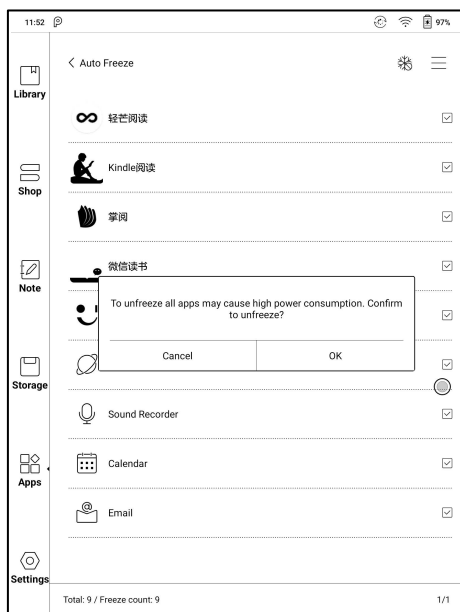 11:52
97%
Auto Freeze
Library
轻芒阅读
Kindle阅读
Shop
掌阅
微信读书
Note
To unfreeze all apps may cause high power consumption. Confirm
to unfreeze?
Cancel
OK
Storage
Sound Recorder
Calendar
Apps
Email
Settings
Total: 9 / Freeze count: 9
1/1